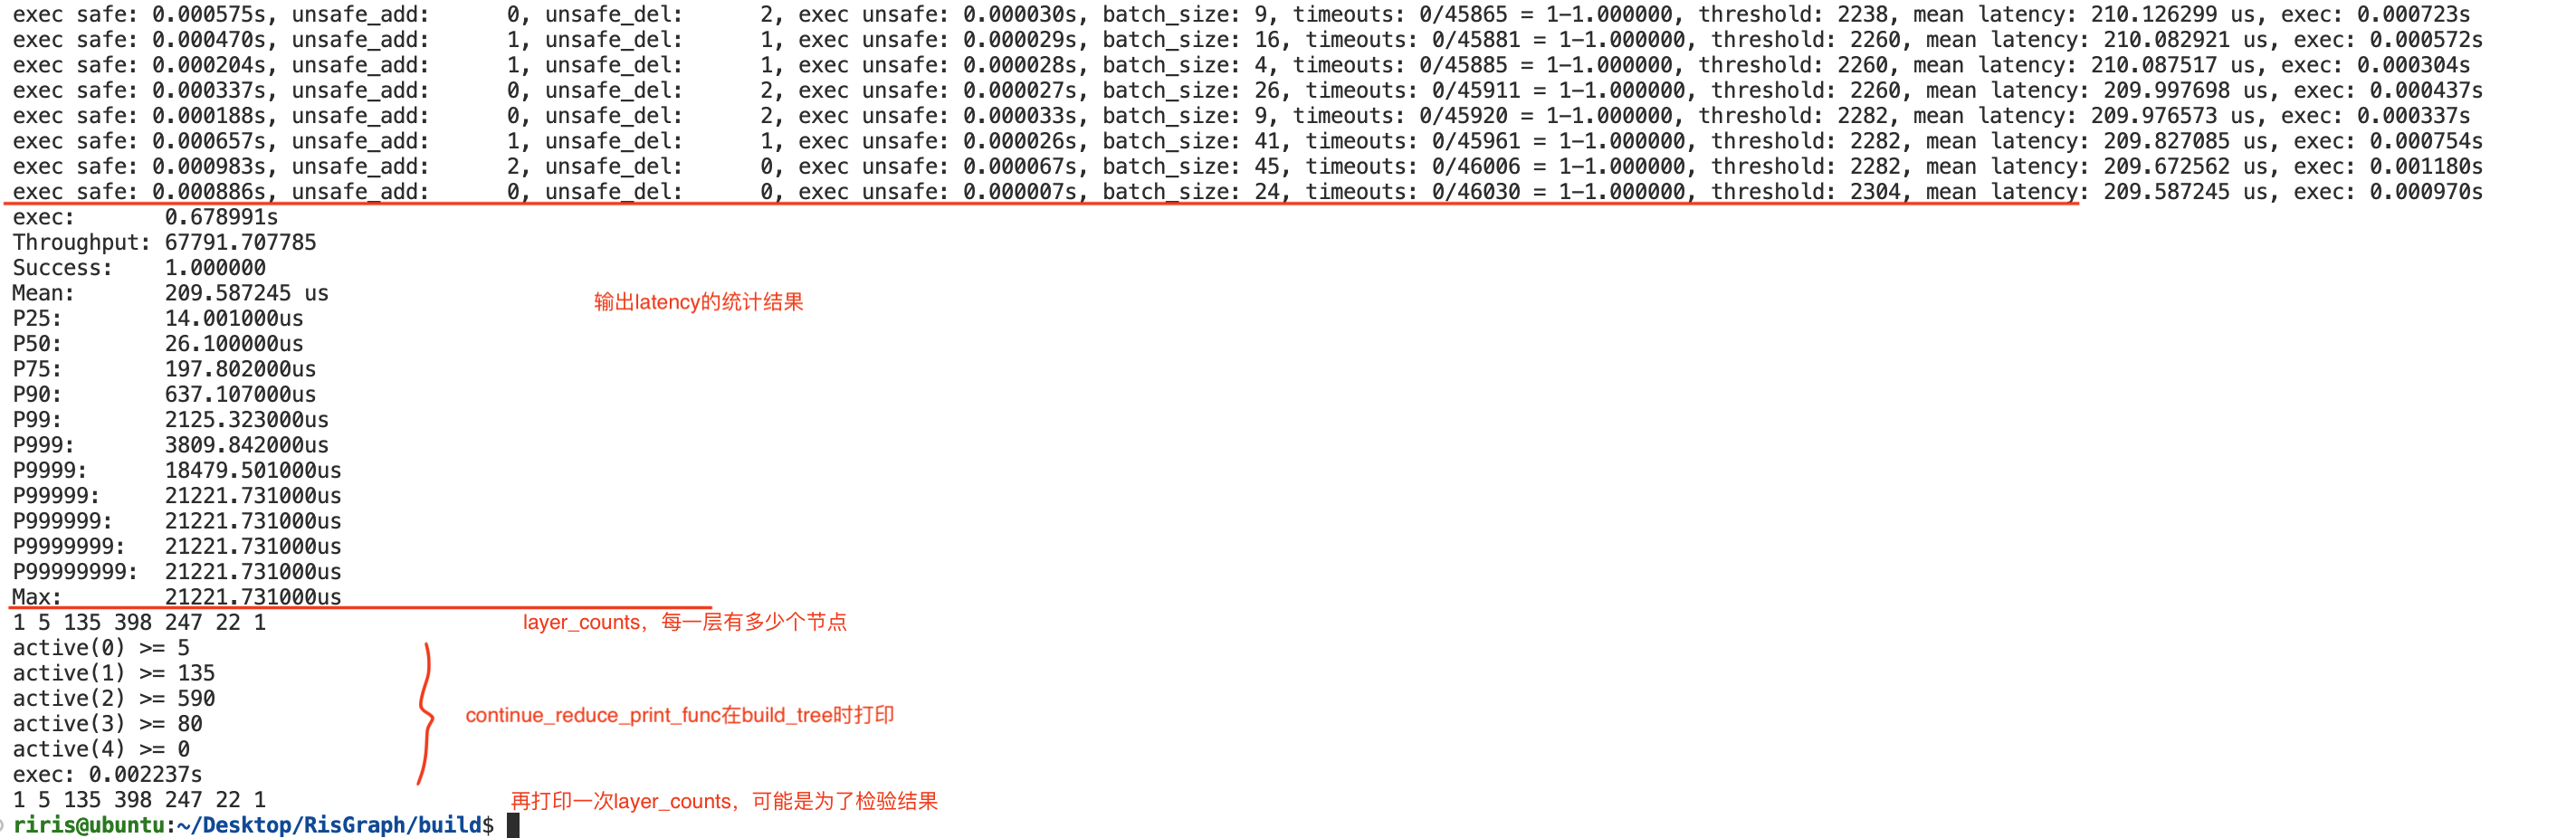 exec safe: 0.000575s, unsafe_add:      0, unsafe_del:      2, exec unsafe: 0.000030s, batch_size: 9, timeouts: 0/45865 = 1-1.000000, threshold: 2238, mean latency: 210.126299 us, exec: 0.000723s
exec safe: 0.000470s, unsafe_add:      1, unsafe_del:      1, exec unsafe: 0.000029s, batch_size: 16, timeouts: 0/45881 = 1-1.000000, threshold: 2260, mean latency: 210.082921 us, exec: 0.000572s
exec safe: 0.000204s, unsafe_add:      1, unsafe_del:      1, exec unsafe: 0.000028s, batch_size: 4, timeouts: 0/45885 = 1-1.000000, threshold: 2260, mean latency: 210.087517 us, exec: 0.000304s
exec safe: 0.000337s, unsafe_add:      0, unsafe_del:      2, exec unsafe: 0.000027s, batch_size: 26, timeouts: 0/45911 = 1-1.000000, threshold: 2260, mean latency: 209.997698 us, exec: 0.000437s
exec safe: 0.000188s, unsafe_add:      0, unsafe_del:      2, exec unsafe: 0.000033s, batch_size: 9, timeouts: 0/45920 = 1-1.000000, threshold: 2282, mean latency: 209.976573 us, exec: 0.000337s
exec safe: 0.000657s, unsafe_add:      1, unsafe_del:      1, exec unsafe: 0.000026s, batch_size: 41, timeouts: 0/45961 = 1-1.000000, threshold: 2282, mean latency: 209.827085 us, exec: 0.000754s
exec safe: 0.000983s, unsafe_add:      2, unsafe_del:      0, exec unsafe: 0.000067s, batch_size: 45, timeouts: 0/46006 = 1-1.000000, threshold: 2282, mean latency: 209.672562 us, exec: 0.001180s
exec safe: 0.000886s, unsafe_add:      0, unsafe_del:      0, exec unsafe: 0.000007s, batch_size: 24, timeouts: 0/46030 = 1-1.000000, threshold: 2304, mean latency: 209.587245 us, exec: 0.000970s
exec:       0.678991s
Throughput: 67791.707785
Success:    1.000000
Mean:       209.587245 us
输出latency的统计结果
P25:        14.001000us
P50:        26.100000us
P75:        197.802000us
P90:        637.107000us
P99:        2125.323000us
P999:       3809.842000us
P9999:      18479.501000us
P99999:     21221.731000us
P999999:    21221.731000us
P9999999:   21221.731000us
P99999999:  21221.731000us
Max:        21221.731000us
1 5 135 398 247 22 1
layer_counts，每一层有多少个节点
active(0) >= 5
active(1) >= 135
active(2) >= 590
active(3) >= 80
continue_reduce_print_func在build_tree时打印
active(4) >= 0
exec: 0.002237s
1 5 135 398 247 22 1
再打印一次layer_counts，可能是为了检验结果
riris@ubuntu:~/Desktop/RisGraph/build$